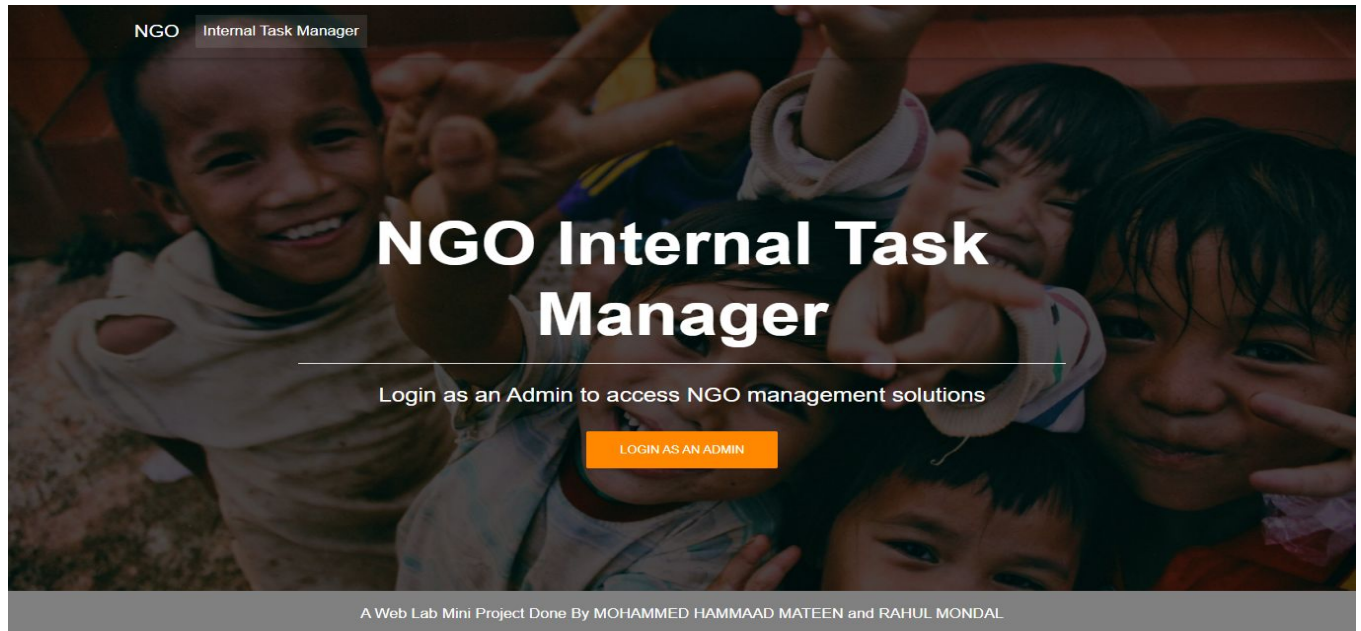 NGO Internal Task Manager
NGO Internal Task
Manager
Login as an Admin to access NGO management solutions
LOGIN AS AN ADMIN
A Web Lab Mini Project Done By MOHAMMED HAMMAAD MATEEN and RAHUL MONDAL